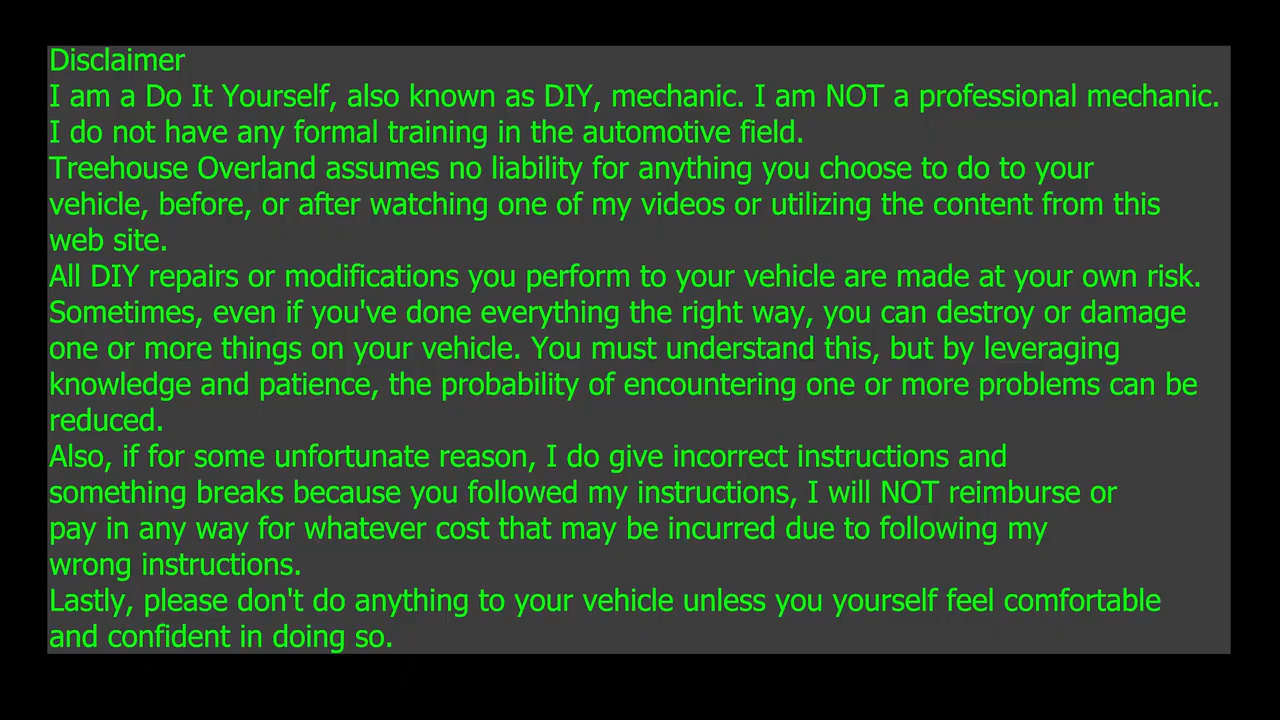 Disclaimer
I am a Do It Yourself, also known as DIY, mechanic. I am NOT a professional mechanic.
I do not have any formal training in the automotive field.
Treehouse Overland assumes no liability for anything you choose to do to your
vehicle, before, or after watching one of my videos or utilizing the content from this
web site.
All DIY repairs or modifications you perform to your vehicle are made at your own risk.
Sometimes, even if you've done everything the right way, you can destroy or damage
one or more things on your vehicle. You must understand this, but by leveraging
knowledge and patience, the probability of encountering one or more problems can be
reduced.
Also, if for some unfortunate reason, I do give incorrect instructions and
something breaks because you followed my instructions, I will NOT reimburse or
pay in any way for whatever cost that may be incurred due to following my
wrong instructions.
Lastly, please don't do anything to your vehicle unless you yourself feel comfortable
and confident in doing so.